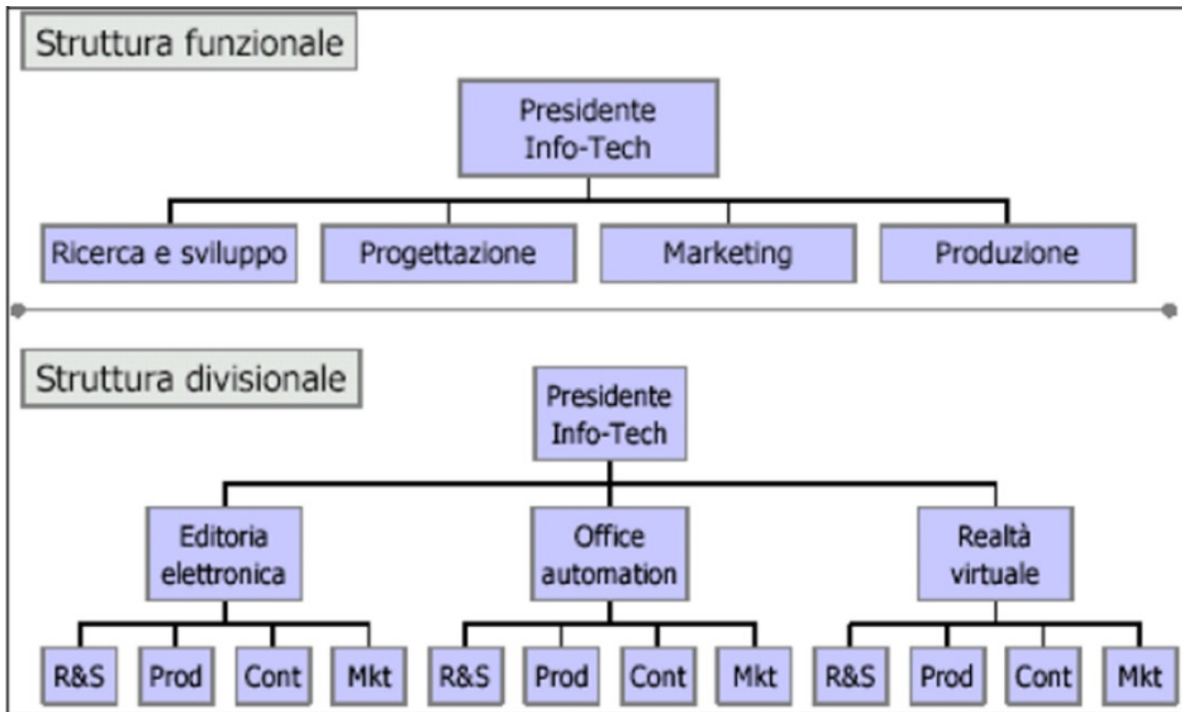 Struttura funzionale
Presidente
Info-Tech
Ricerca e sviluppo
Progettazione
Marketing
Produzione
Struttura divisionale
Presidente
Info-Tech
Editoria
elettronica
Office
automation
Realtà
virtuale
R&S
Prod
Cont
Mkt
R&S
Prod
Cont
Mkt
R&S
Prod
Cont
Mkt